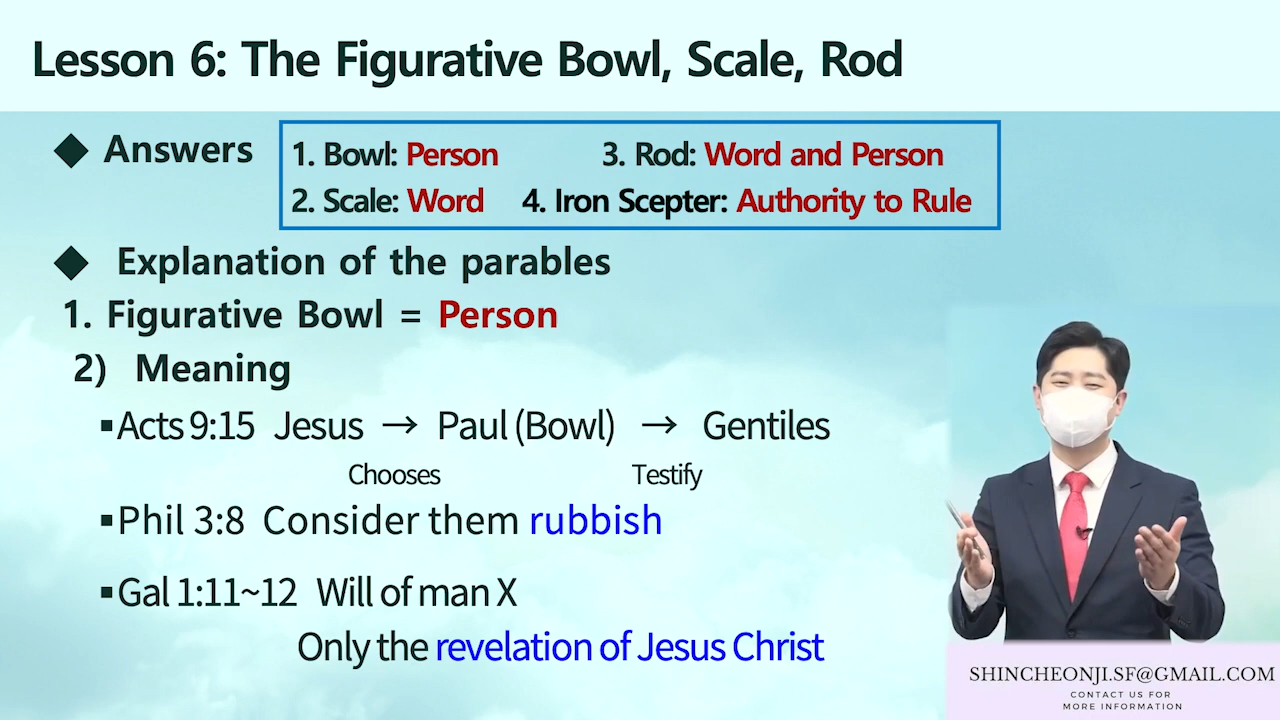 Lesson 6: The Figurative Bowl, Scale, Rod
◆ Answers
1. Bowl: Person 3. Rod: Word and Person
2. Scale: Word 4. Iron Scepter: Authority to Rule
◆ Explanation of the parables
1. Figurative Bowl = Person
2) Meaning
▪Acts 9:15 Jesus → Paul (Bowl) → Gentiles
Chooses Testify
▪Phil 3:8 Consider them rubbish
▪Gal 1:11~12 Will of man X
Only the revelation of Jesus Christ
SHINCHEONJI.SF@GMAIL.COM
CONTACT US FOR
MORE INFORMATION